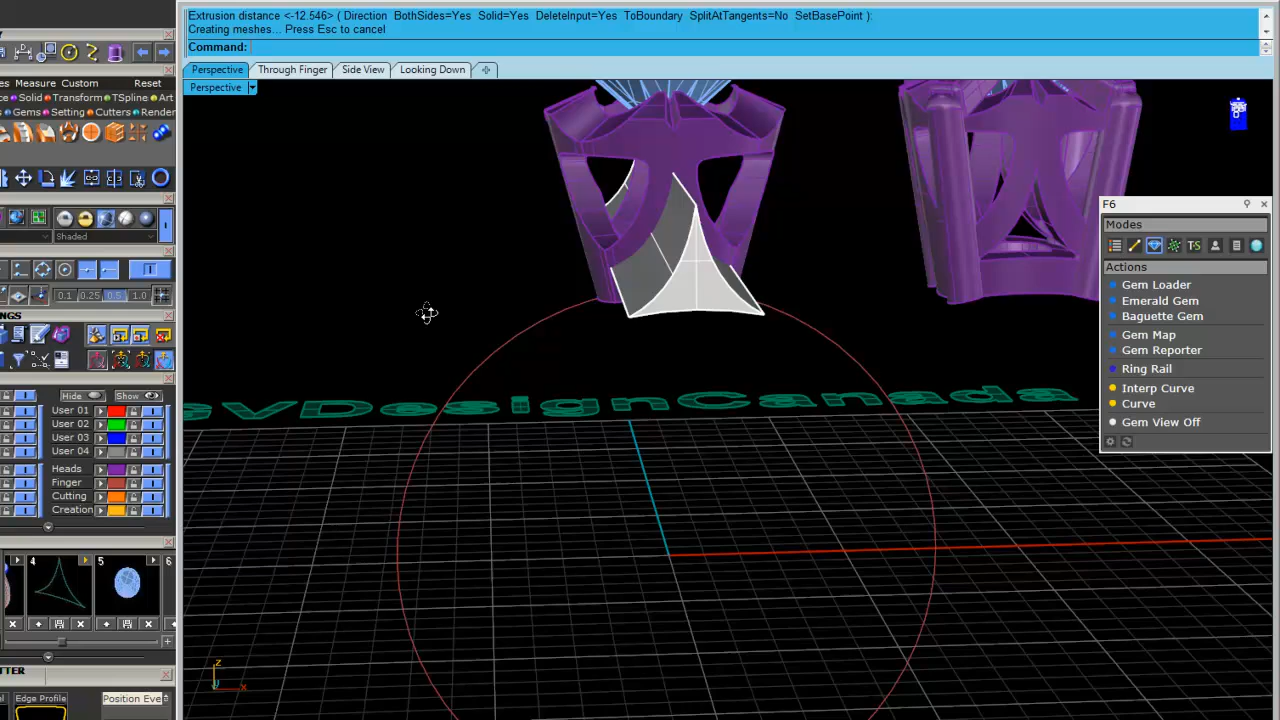 Extrusion distance <-12.546> ( Direction BothSides=Yes Solid=Yes DeleteInput=Yes ToBoundary SplitAtTangents=No SetBasePoint ):
Creating meshes... Press Esc to cancel
Command:
Perspective Through Finger Side View Looking Down
Perspective
es Measure Custom Reset
Solid Transform TSpline Art
Gems Setting Cutters Render
Shaded
0.1 0.25 0.5 1.0
NGS
Hide Show
User 01
User 02
User 03
User 04
Heads
Finger
Cutting
Creation
4 5 6
TTER
Edge Profile Position Eve
F6
Modes
T-S
Actions
Gem Loader
Emerald Gem
Baguette Gem
Gem Map
Gem Reporter
Ring Rail
Interp Curve
Curve
Gem View Off
VDesignCanada
z
x